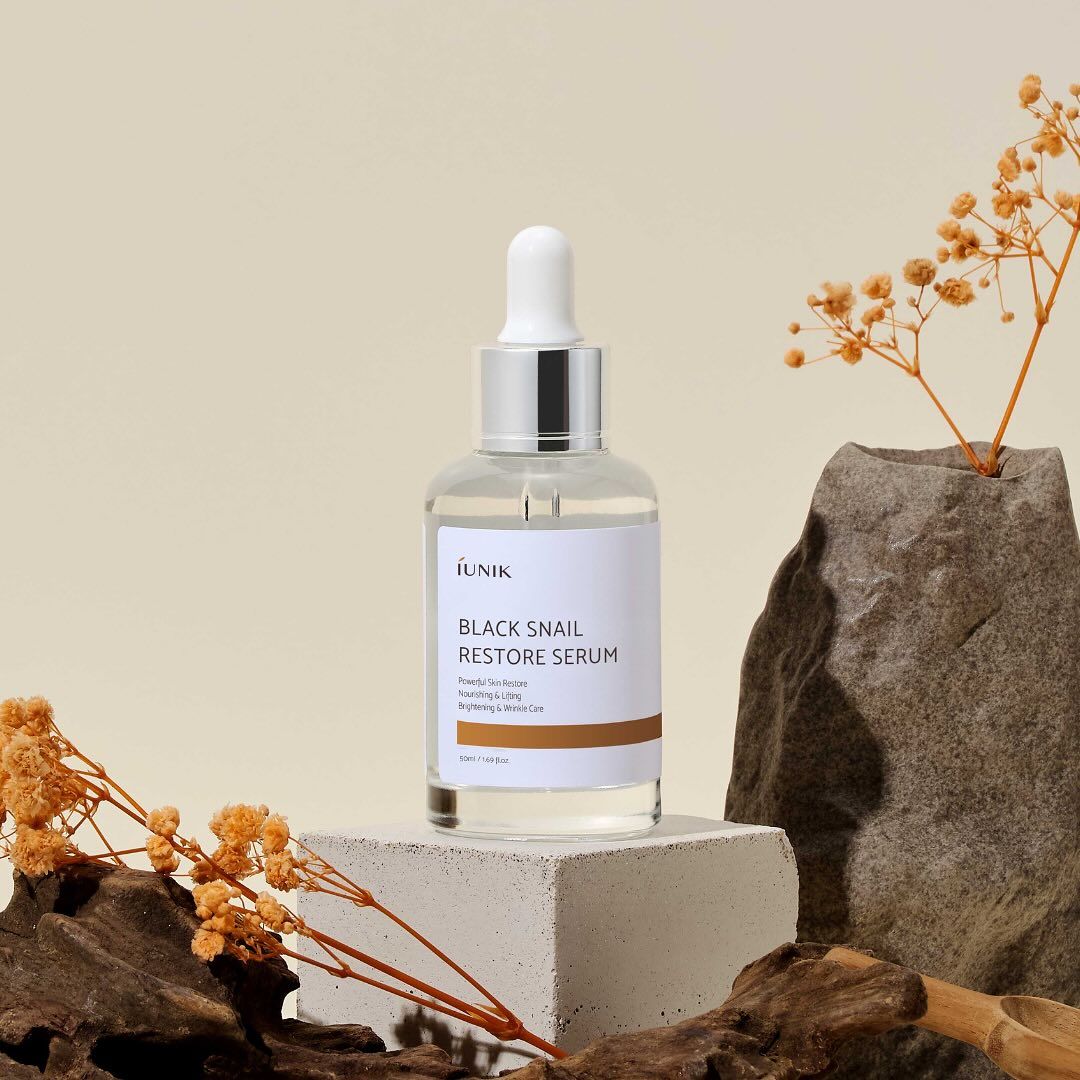 iUNIK
BLACK SNAIL
RESTORE SERUM
Powerful Skin Restore
Nourishing & Lifting
Brightening & Wrinkle Care
50ml / 1.69 fl.oz